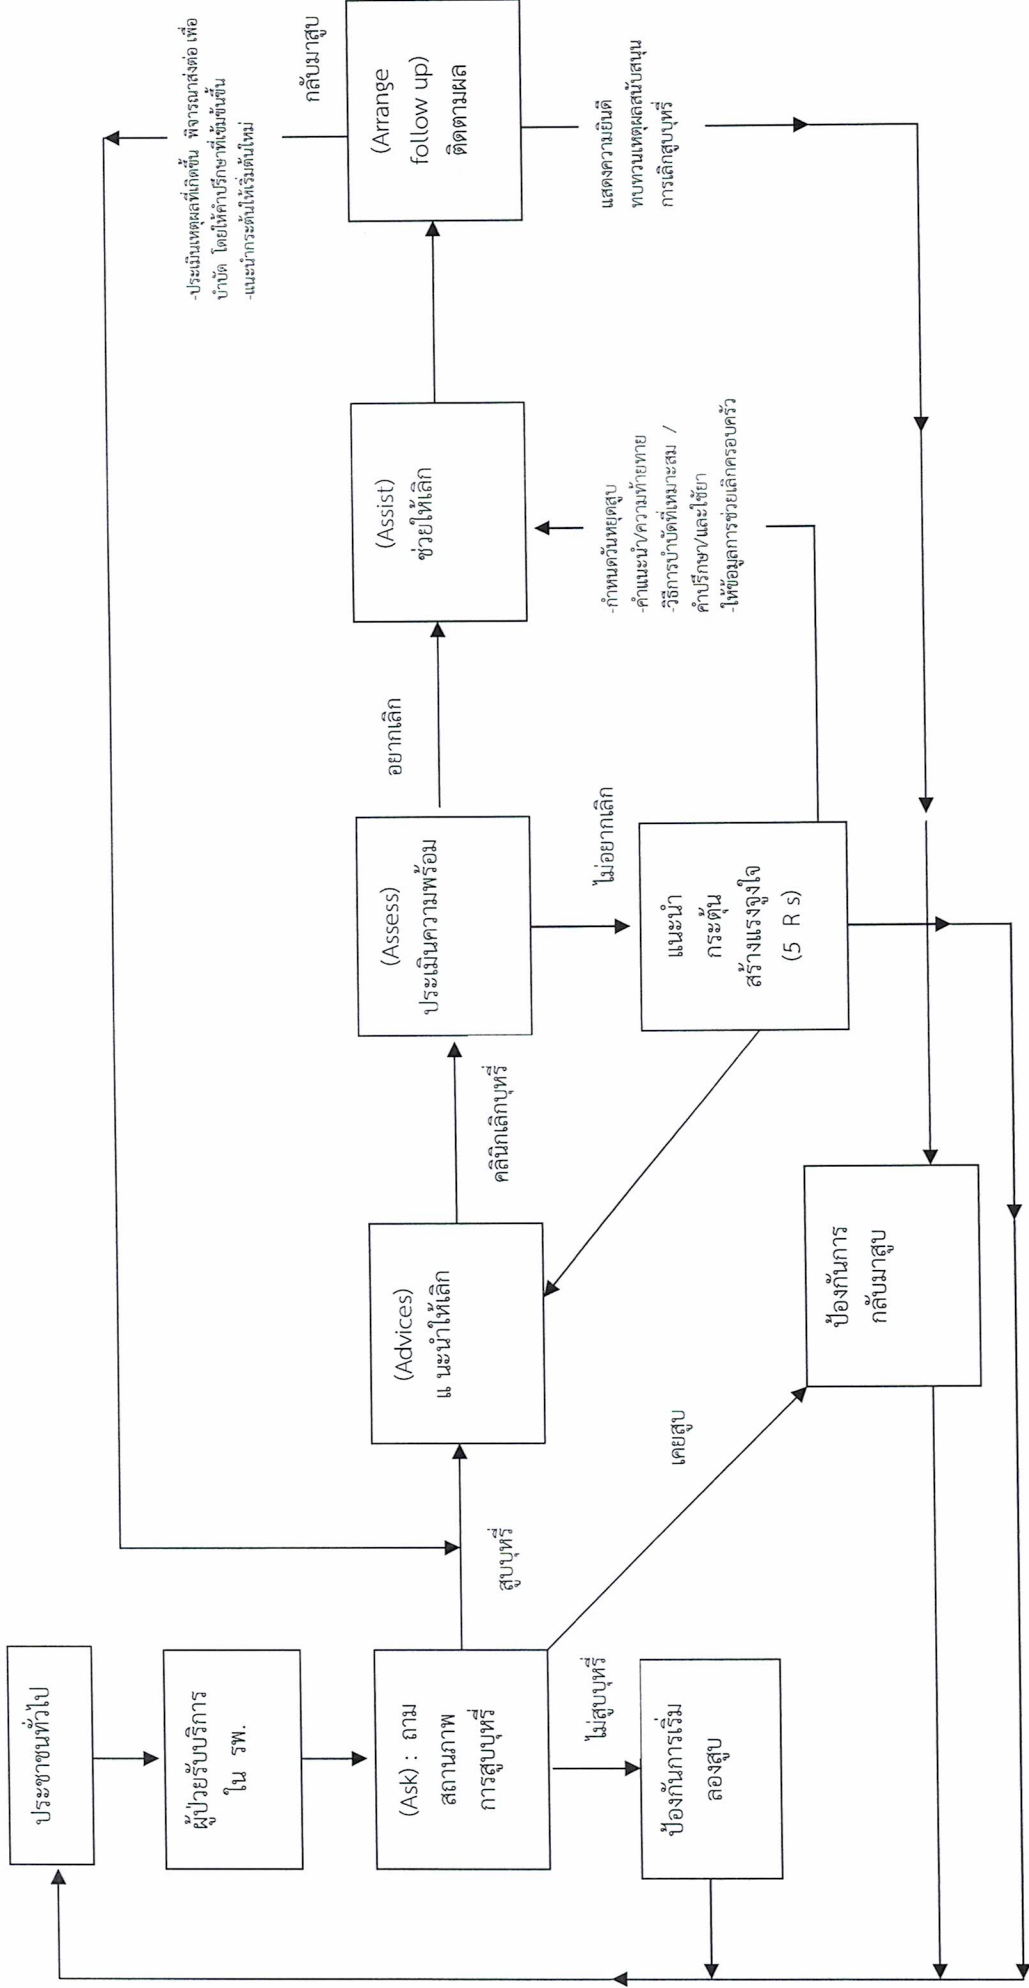 ประชาชนทั่วไป
ผู้ป่วยรับบริการ
ใน รพ.
(Ask) : ถาม
สถานภาพ
การสูบบุหรี่
ไม่สูบบุหรี่
ป้องกันการเริ่ม
ลองสูบ
สูบบุหรี่
เคยสูบ
(Advices)
แ นะนำให้เลิก
คลินิกเลิกบุหรี่
ป้องกันการ
กลับมาสูบ
(Assess)
ประเมินความพร้อม
อยากเลิก
ไม่อยากเลิก
แนะนำ
กระตุ้น
สร้างแรงจูงใจ
(5 R s)
(Assist)
ช่วยให้เลิก
-กำหนดวันหยุดสูบ
-คำแนะนำ/ความท้ายทาย
-วิธีการบำบัดที่เหมาะสม /
คำปรึกษา/และใช้ยา
-ให้ข้อมูลการช่วยเลิกครอบครัว
-ประเมินเหตุผลที่เกิดขึ้น พิจารณาส่งต่อ เพื่อ
บำบัด โดยให้คำปรึกษาที่เข้มข้นขึ้น
-แนะนำกระตุ้นให้เริ่มต้นใหม่
กลับมาสูบ
(Arrange
follow up)
ติดตามผล
แสดงความยินดี
ทบทวนเหตุผลสนับสนุน
การเลิกสูบบุหรี่